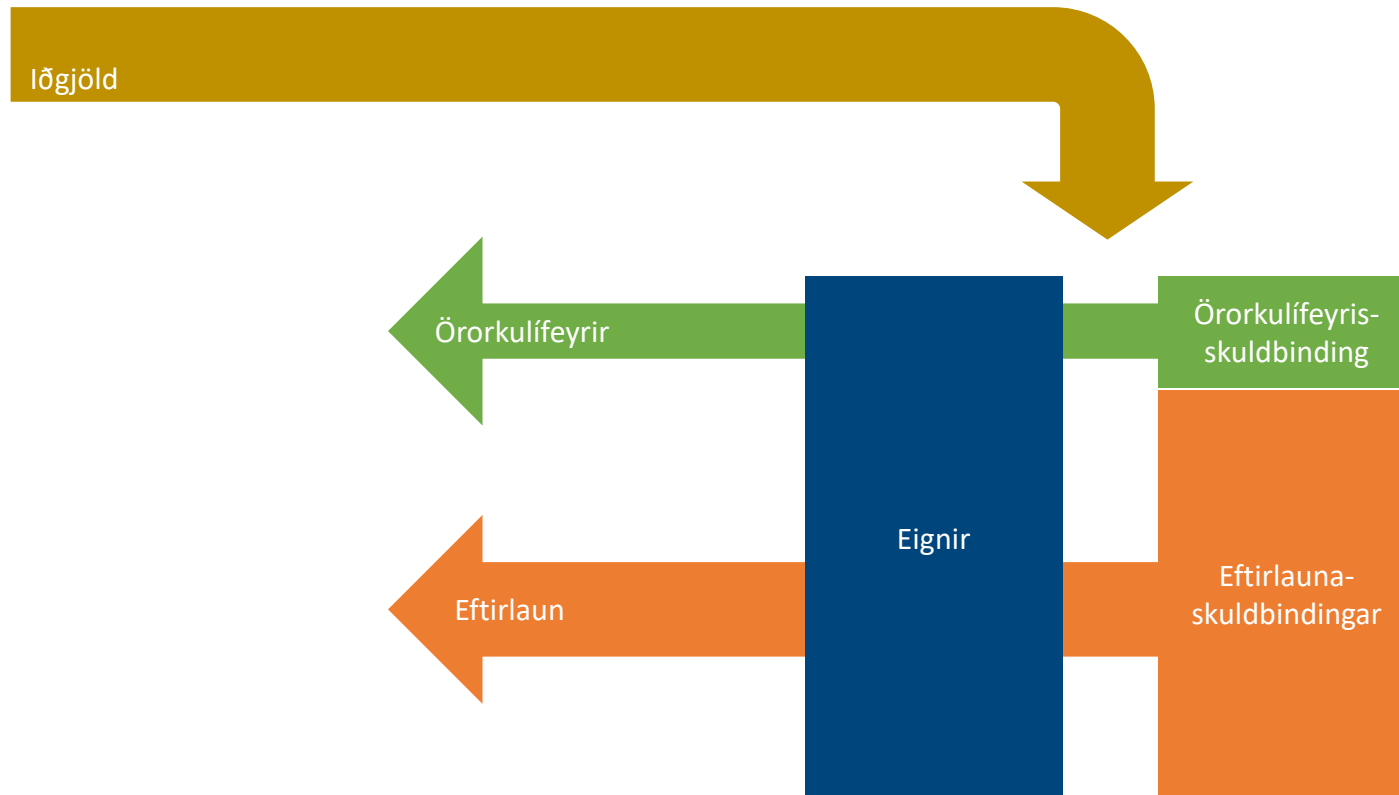 Iðgjöld
Örorkulífeyrir
Örorkulífeyris-
skuldbinding
Eignir
Eftirlaun
Eftirlauna-
skuldbindingar